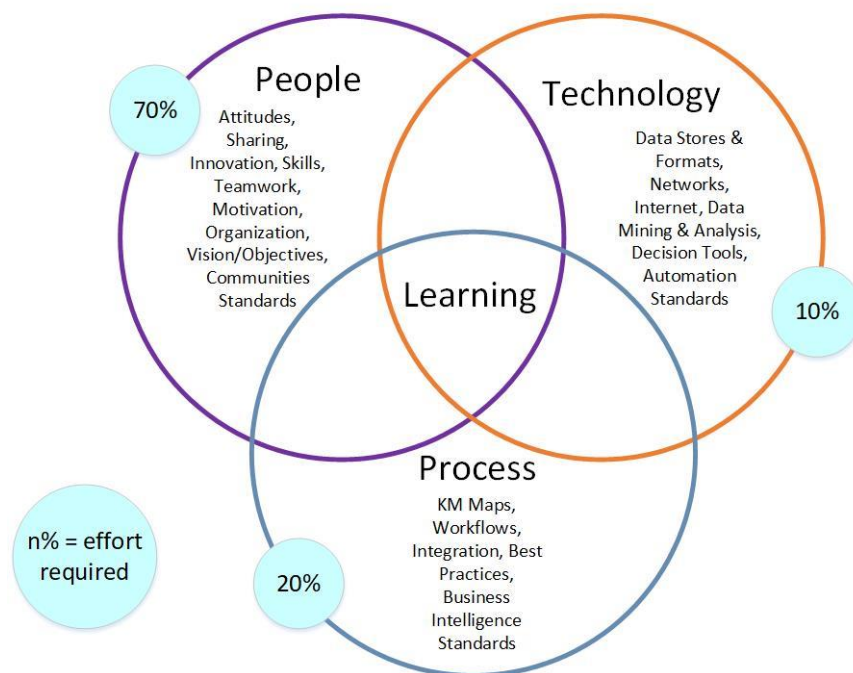 People
70%
Attitudes,
Sharing,
Innovation, Skills,
Teamwork,
Motivation,
Organization,
Vision/Objectives,
Communities
Standards
Technology
Data Stores &
Formats,
Networks,
Internet, Data
Mining & Analysis,
Decision Tools,
Automation
Standards
10%
Learning
Process
KM Maps,
Workflows,
Integration, Best
Practices,
Business
Intelligence
Standards
20%
n% = effort
required